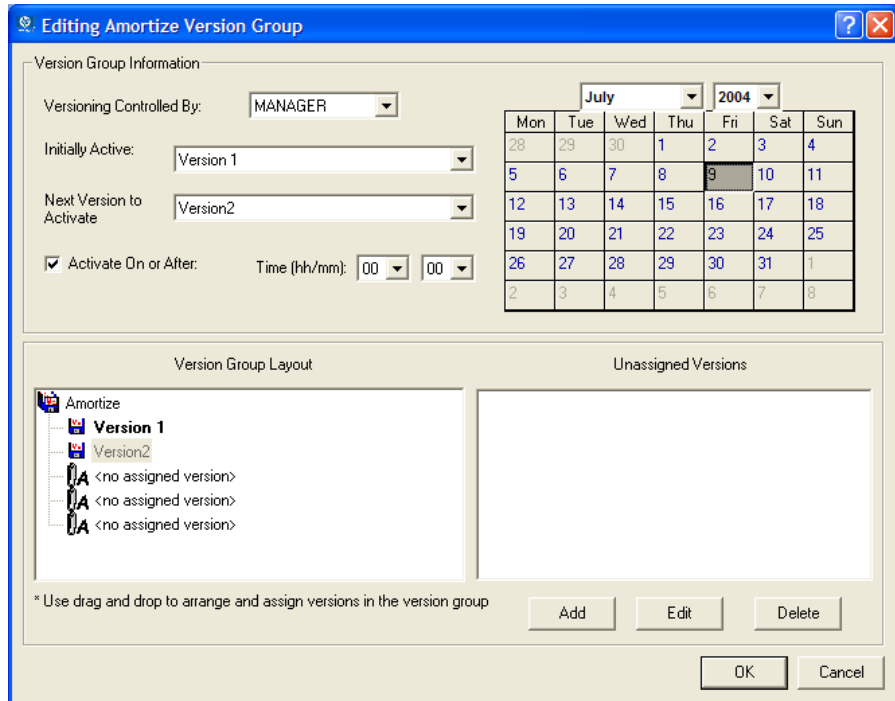 Editing Amortize Version Group
Version Group Information
Versioning Controlled By: MANAGER
Initially Active: Version 1
Next Version to
Activate
Version2
Activate On or After: Time (hh/mm): 00 00
July 2004
Mon Tue Wed Thu Fri Sat Sun
28 29 30 1 2 3 4
5 6 7 8 9 10 11
12 13 14 15 16 17 18
19 20 21 22 23 24 25
26 27 28 29 30 31 1
2 3 4 5 6 7 8
Version Group Layout
Amortize
Version 1
Version2
<no assigned version>
<no assigned version>
<no assigned version>
Unassigned Versions
* Use drag and drop to arrange and assign versions in the version group
Add Edit Delete
OK Cancel